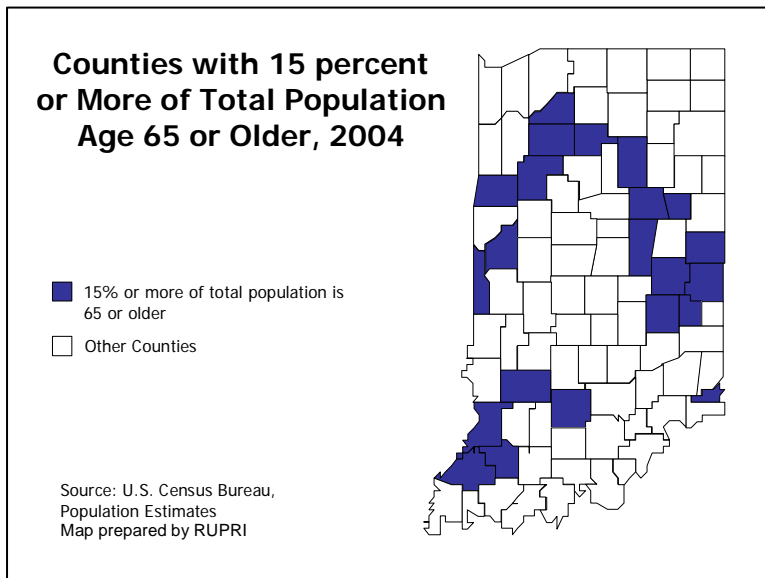 Counties with 15 percent
or More of Total Population
Age 65 or Older, 2004
15% or more of total population is
65 or older
Other Counties
Source: U.S. Census Bureau,
Population Estimates
Map prepared by RUPRI